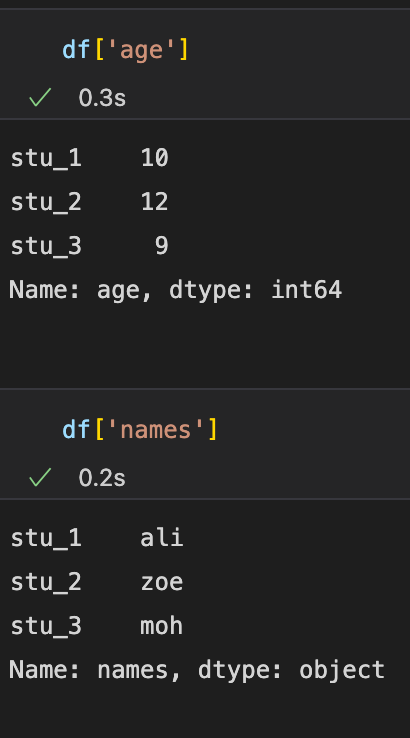 df['age']
✓ 0.3s
stu_1    10
stu_2    12
stu_3     9
Name: age, dtype: int64
df['names']
✓ 0.2s
stu_1    ali
stu_2    zoe
stu_3    moh
Name: names, dtype: object